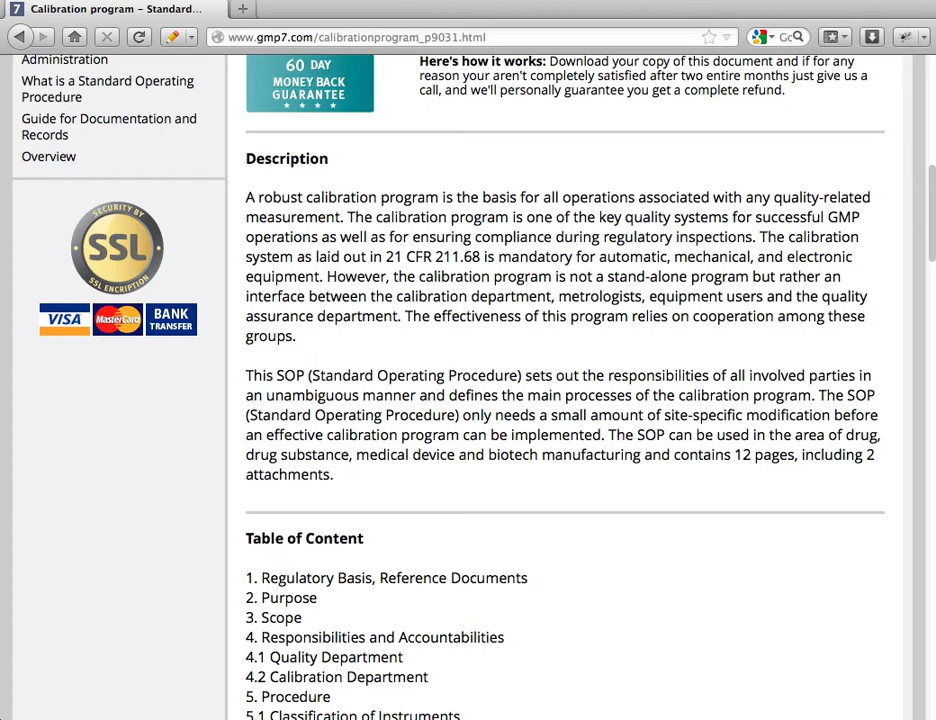 7 Calibration program – Standard...
www.gmp7.com/calibrationprogram_p9031.html
Administration
What is a Standard Operating
Procedure
Guide for Documentation and
Records
Overview
SECURITY BY
SSL
SSL ENCRIPTION
VISA
MasterCard
BANK
TRANSFER
60 DAY
MONEY BACK
GUARANTEE
Here's how it works: Download your copy of this document and if for any
reason your aren't completely satisfied after two entire months just give us a
call, and we'll personally guarantee you get a complete refund.
Description
A robust calibration program is the basis for all operations associated with any quality-related
measurement. The calibration program is one of the key quality systems for successful GMP
operations as well as for ensuring compliance during regulatory inspections. The calibration
system as laid out in 21 CFR 211.68 is mandatory for automatic, mechanical, and electronic
equipment. However, the calibration program is not a stand-alone program but rather an
interface between the calibration department, metrologists, equipment users and the quality
assurance department. The effectiveness of this program relies on cooperation among these
groups.
This SOP (Standard Operating Procedure) sets out the responsibilities of all involved parties in
an unambiguous manner and defines the main processes of the calibration program. The SOP
(Standard Operating Procedure) only needs a small amount of site-specific modification before
an effective calibration program can be implemented. The SOP can be used in the area of drug,
drug substance, medical device and biotech manufacturing and contains 12 pages, including 2
attachments.
Table of Content
1. Regulatory Basis, Reference Documents
2. Purpose
3. Scope
4. Responsibilities and Accountabilities
4.1 Quality Department
4.2 Calibration Department
5. Procedure
5.1 Classification of Instruments